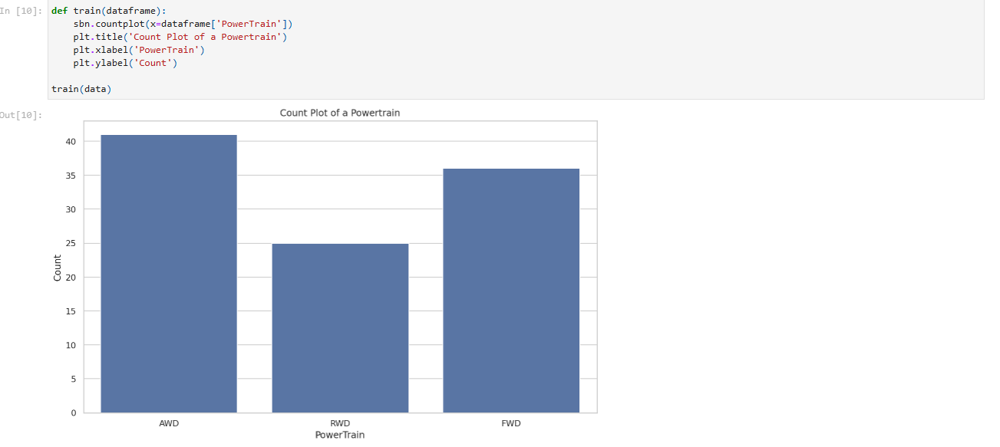 In [10]:
def train(dataframe):
    sbn.countplot(x=dataframe['PowerTrain'])
    plt.title('Count Plot of a Powertrain')
    plt.xlabel('PowerTrain')
    plt.ylabel('Count')
train(data)
Out[10]:
Count Plot of a Powertrain
Count
40
35
30
25
20
15
10
5
0
AWD RWD FWD
PowerTrain